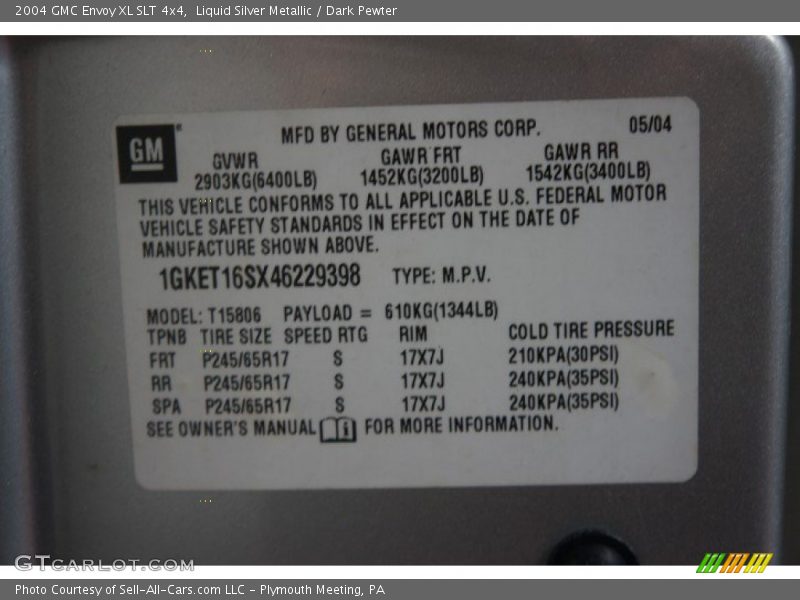 2004 GMC Envoy XL SLT 4x4, Liquid Silver Metallic / Dark Pewter
GM
MFD BY GENERAL MOTORS CORP. 05/04
GVWR GAWR FRT GAWR RR
2903KG(6400LB) 1452KG(3200LB) 1542KG(3400LB)
THIS VEHICLE CONFORMS TO ALL APPLICABLE U.S. FEDERAL MOTOR
VEHICLE SAFETY STANDARDS IN EFFECT ON THE DATE OF
MANUFACTURE SHOWN ABOVE.
1GKET16SX46229398 TYPE: M.P.V.
MODEL: T15806 PAYLOAD = 610KG(1344LB)
TPNB TIRE SIZE SPEED RTG RIM COLD TIRE PRESSURE
FRT P245/65R17 S 17X7J 210KPA(30PSI)
RR P245/65R17 S 17X7J 240KPA(35PSI)
SPA P245/65R17 S 17X7J 240KPA(35PSI)
SEE OWNER'S MANUAL FOR MORE INFORMATION.
GTCARLOT.COM
Photo Courtesy of Sell-All-Cars.com LLC - Plymouth Meeting, PA